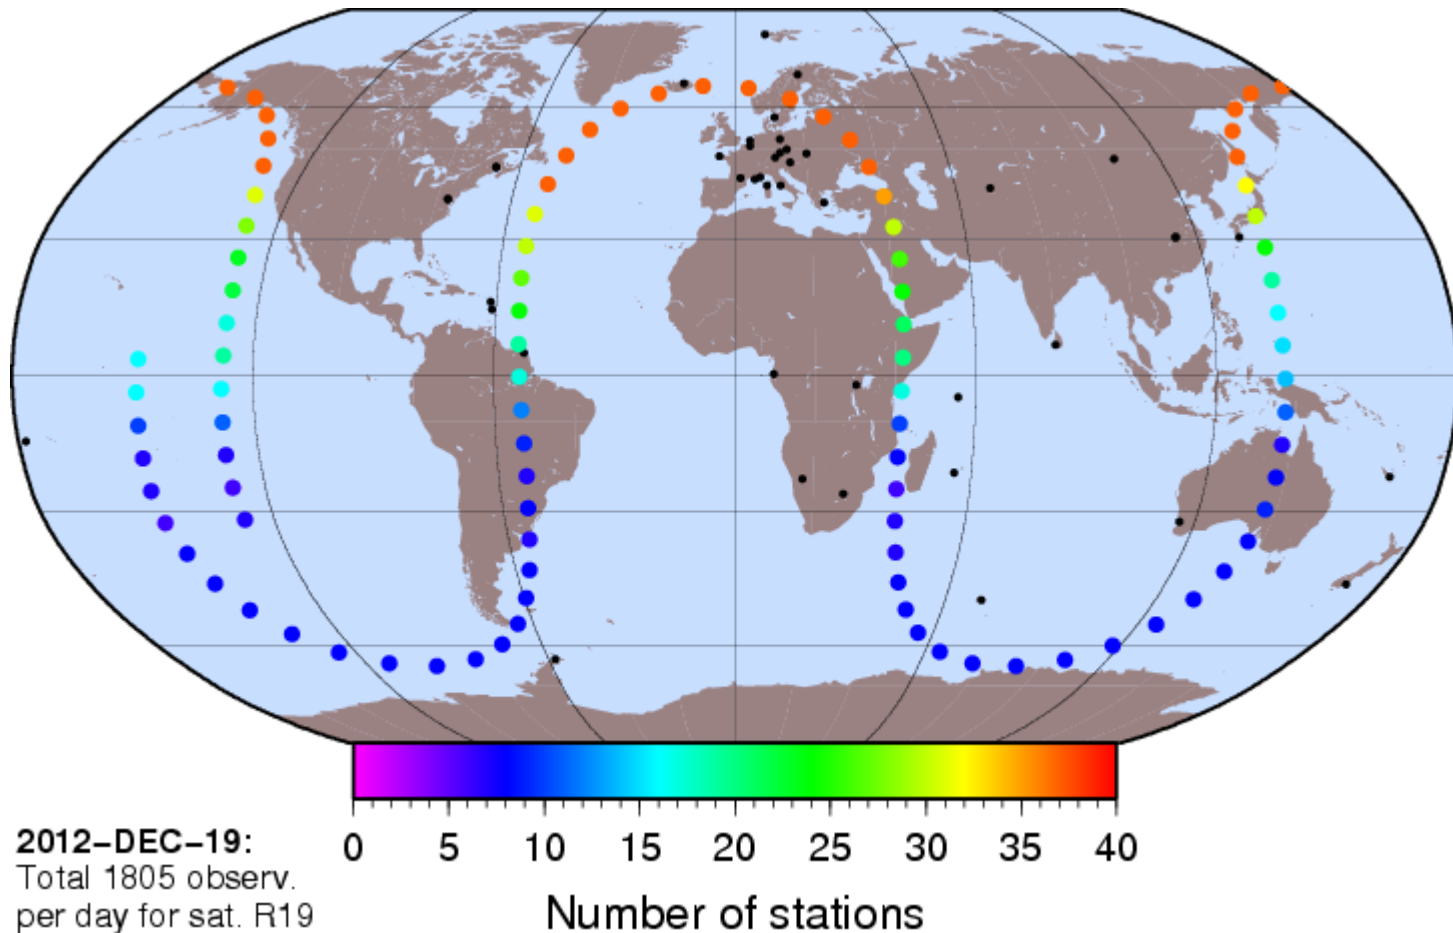 0 5 10 15 20 25 30 35 40
2012-DEC-19:
Total 1805 observ.
per day for sat. R19
Number of stations